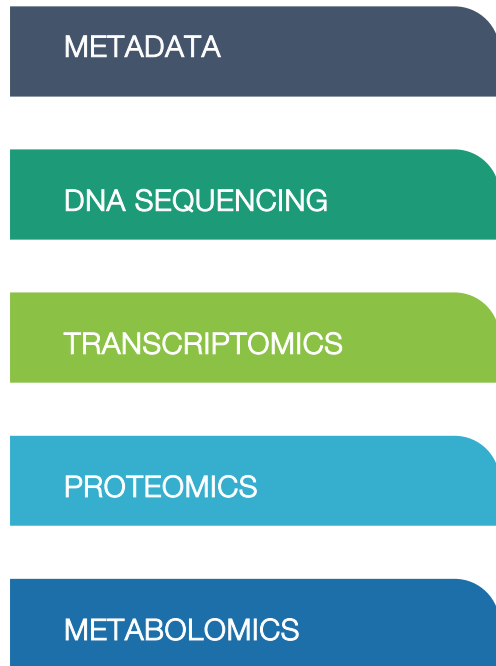 METADATA
DNA SEQUENCING
TRANSCRIPTOMICS
PROTEOMICS
METABOLOMICS